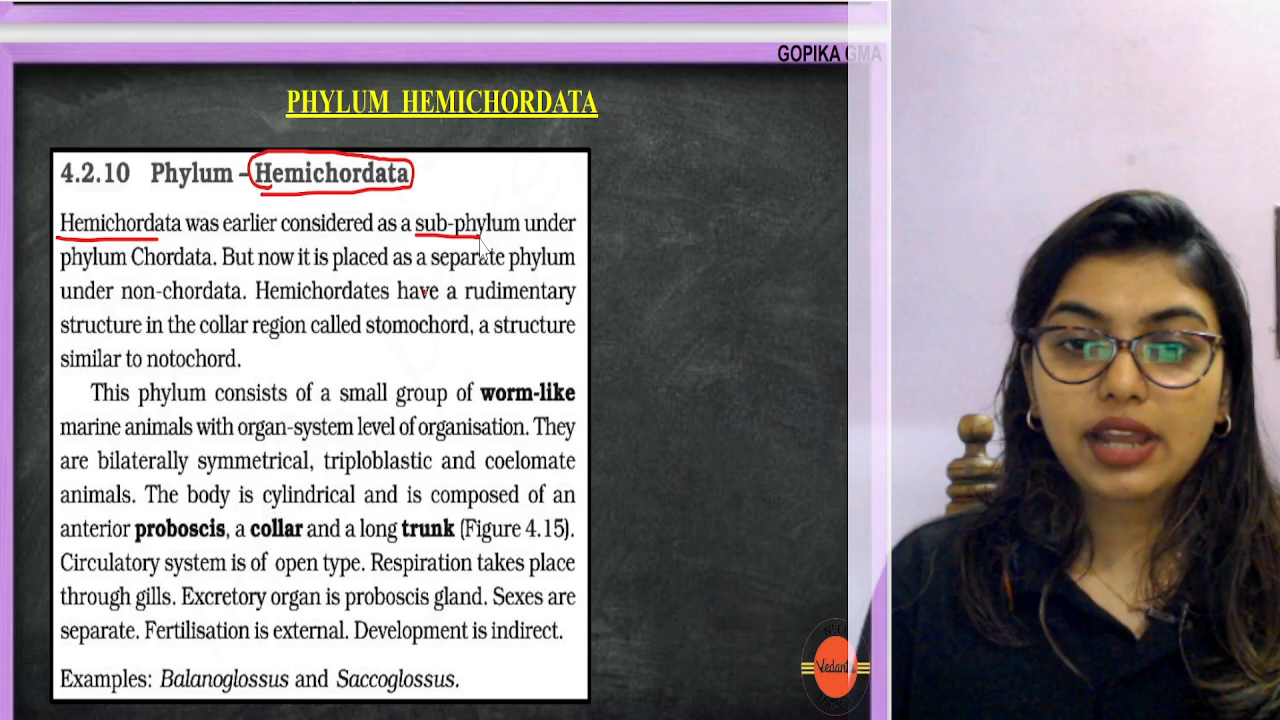 GOPIKA GMA
PHYLUM HEMICHORDATA
4.2.10 Phylum – Hemichordata
Hemichordata was earlier considered as a sub-phylum under
phylum Chordata. But now it is placed as a separate phylum
under non-chordata. Hemichordates have a rudimentary
structure in the collar region called stomochord, a structure
similar to notochord.
This phylum consists of a small group of worm-like
marine animals with organ-system level of organisation. They
are bilaterally symmetrical, triploblastic and coelomate
animals. The body is cylindrical and is composed of an
anterior proboscis, a collar and a long trunk (Figure 4.15).
Circulatory system is of open type. Respiration takes place
through gills. Excretory organ is proboscis gland. Sexes are
separate. Fertilisation is external. Development is indirect.
Examples: Balanoglossus and Saccoglossus.